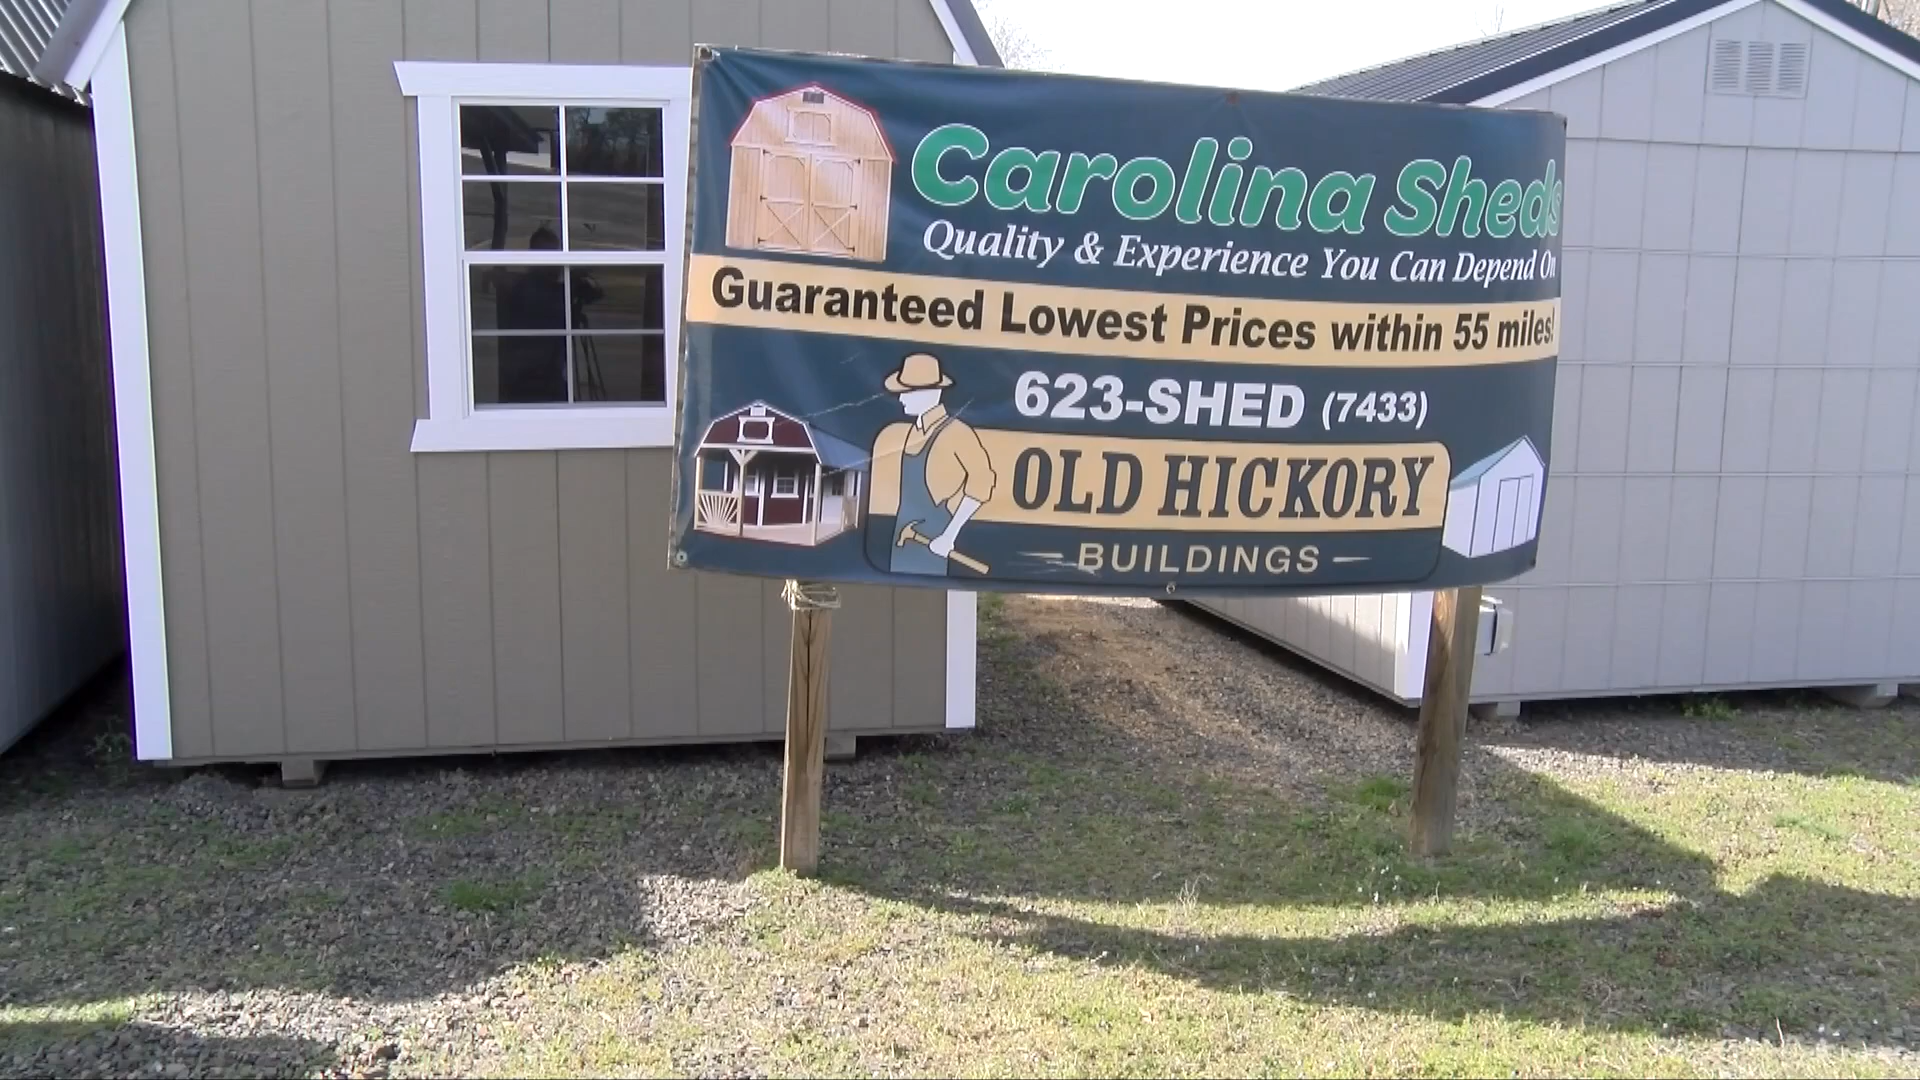 Carolina Sheds
Quality & Experience You Can Depend On
Guaranteed Lowest Prices within 55 miles!
623-SHED (7433)
OLD HICKORY
BUILDINGS